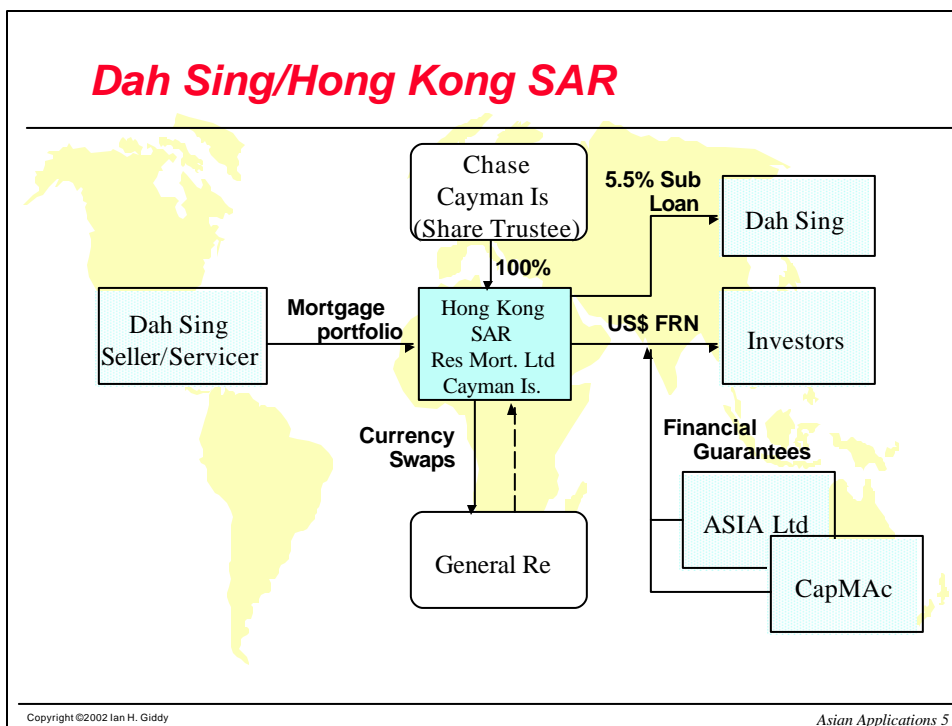 Dah Sing/Hong Kong SAR
Chase
Cayman Is
(Share Trustee)
5.5% Sub
Loan
Dah Sing
100%
Dah Sing
Seller/Servicer
Mortgage
portfolio
Hong Kong
SAR
Res Mort. Ltd
Cayman Is.
US$ FRN
Investors
Currency
Swaps
Financial
Guarantees
General Re
ASIA Ltd
CapMAc
Copyright ©2002 Ian H. Giddy
Asian Applications 5